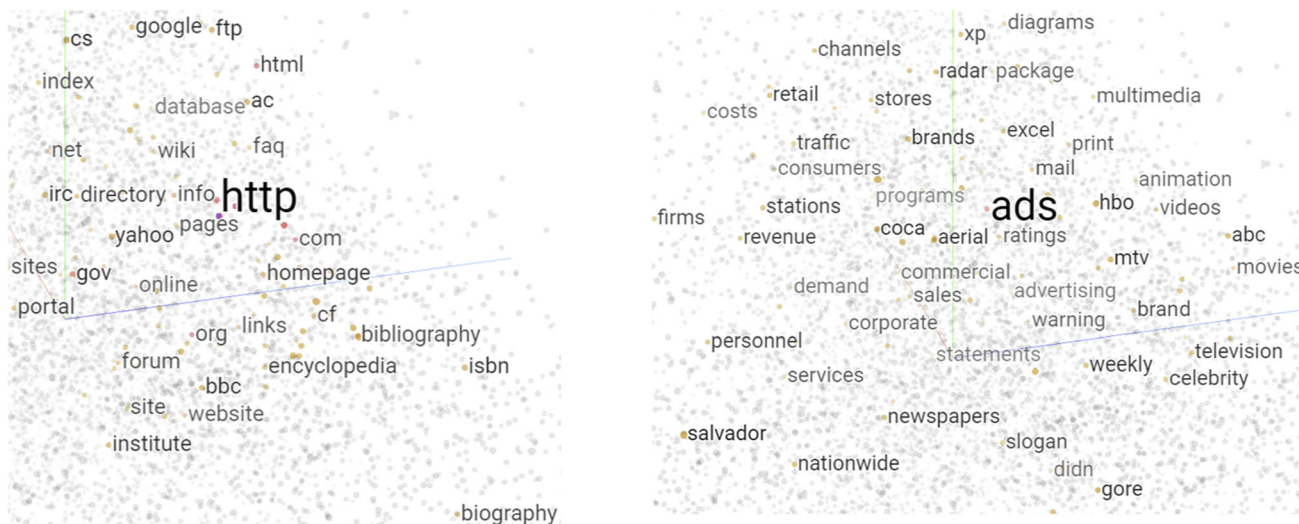 google ftp
cs
html
index
database ac
net wiki faq
irc directory info http
pages
yahoo com
sites gov homepage
online
portal
org links cf
bibliography
forum encyclopedia isbn
bbc
site website
institute
biography
diagrams
xp
channels
radar package
retail stores multimedia
costs
brands excel
traffic print
consumers mail
programs animation
firms stations ads hbo videos
coca
revenue aerial ratings abc
mtv
commercial movies
demand sales advertising
brand
corporate warning
personnel
statements television
services weekly celebrity
newspapers
salvador slogan
nationwide didn
gore